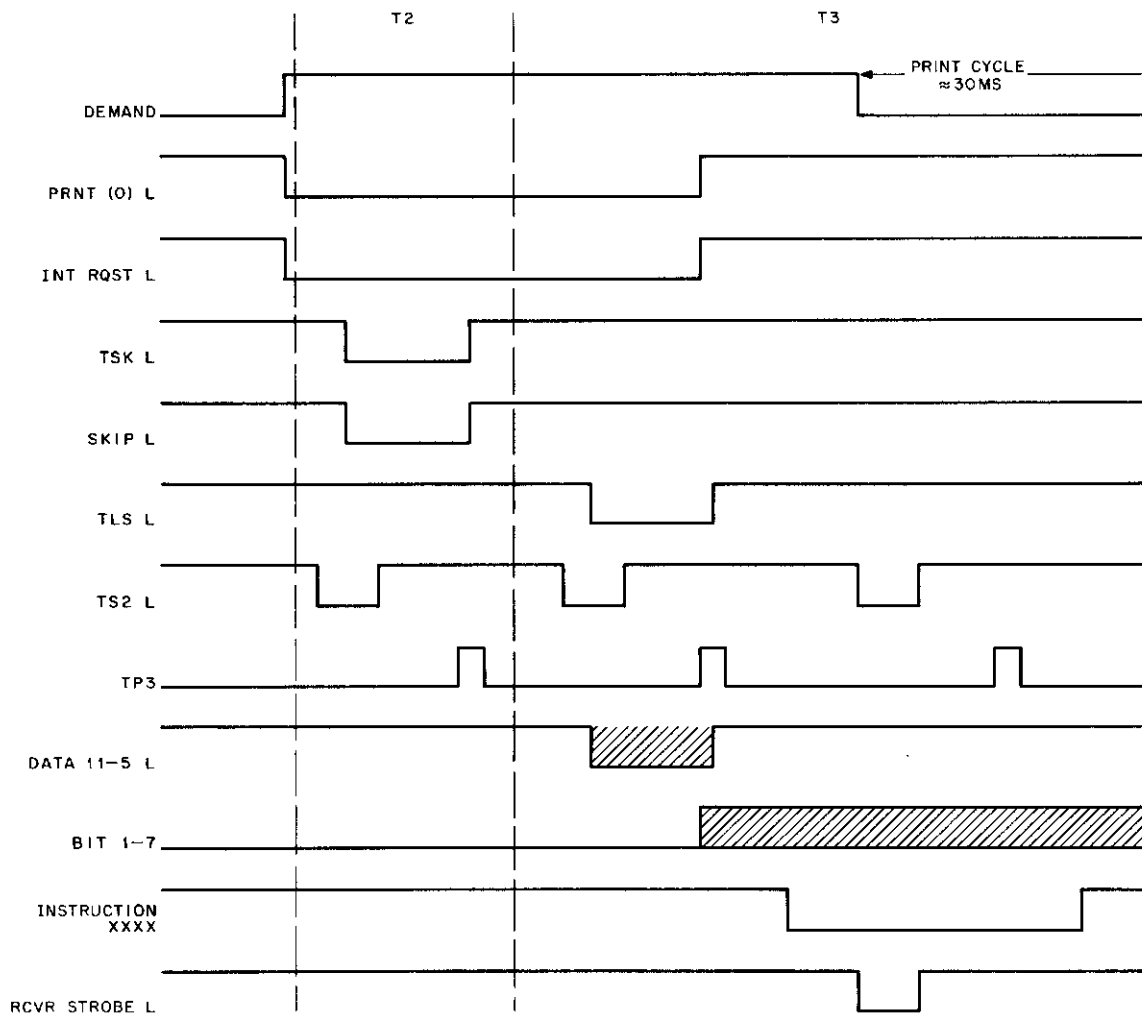 T2
T3
PRINT CYCLE
≈30MS
DEMAND
PRNT (0) L
INT RQST L
TSK L
SKIP L
TLS L
TS2 L
TP3
DATA 11-5 L
BIT 1-7
INSTRUCTION
XXXX
RCVR STROBE L